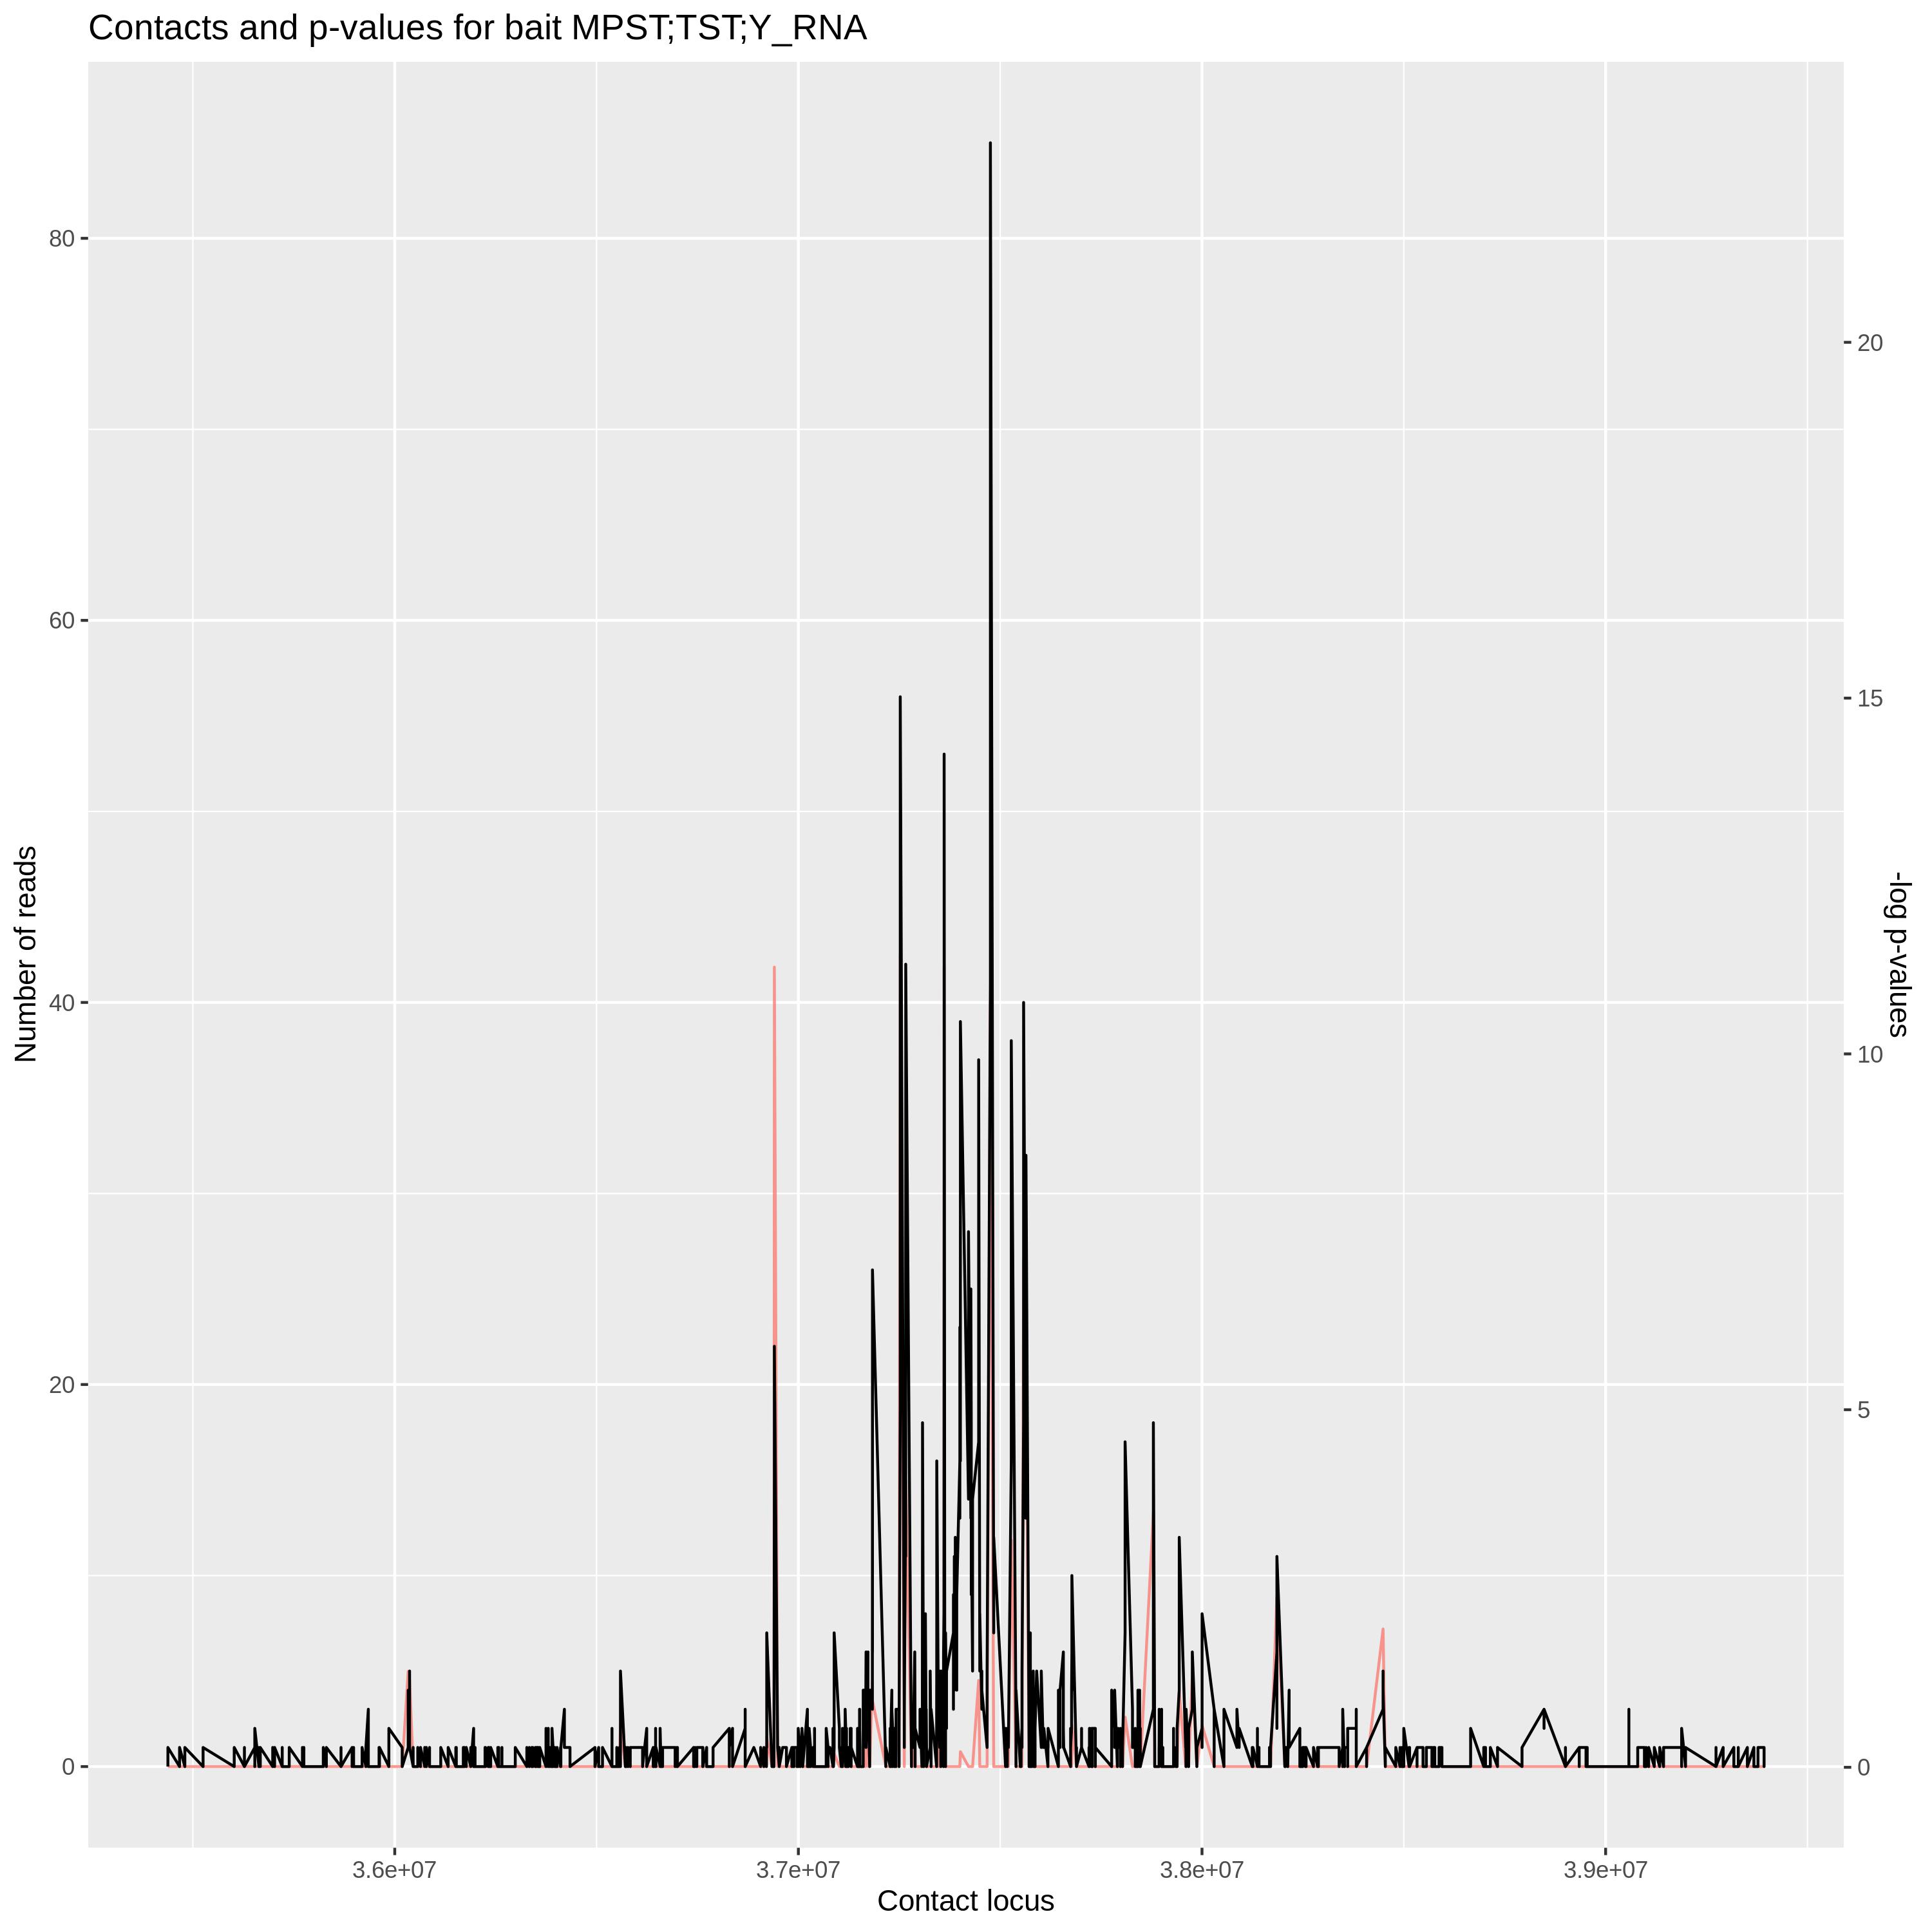 Contacts and p-values for bait MPST;TST;Y_RNA
80
60
40
20
0
Number of reads
20
15
10
5
0
-log p-values
3.6e+07
3.7e+07
3.8e+07
3.9e+07
Contact locus